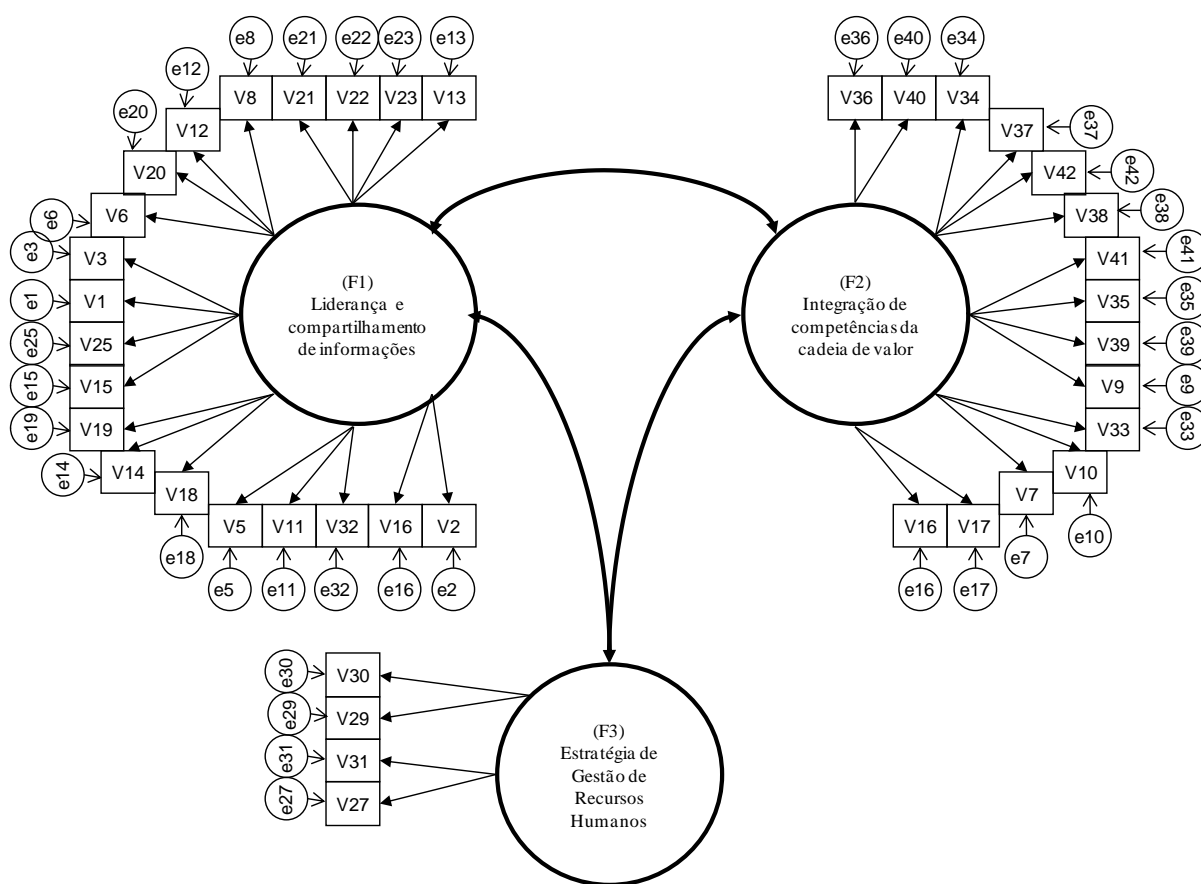 e8
e21
e22
e23
e13
V8
V21
V22
V23
V13
e12
V12
e20
V20
e6
V6
e3
V3
e1
V1
e25
V25
e15
V15
e19
V19
e14
V14
V18
e18
V5
V11
V32
V16
V2
e5
e11
e32
e16
e2
(F1)
Liderança e
compartilhamento
de informações
e36
e40
e34
V36
V40
V34
V37
e37
V42
e42
V38
e38
V41
e41
V35
e35
V39
e39
V9
e9
V33
e33
V10
e10
V7
e7
V16
V17
e16
e17
(F2)
Integração de
competências da
cadeia de valor
e30
V30
e29
V29
e31
V31
e27
V27
(F3)
Estratégia de
Gestão de
Recursos
Humanos